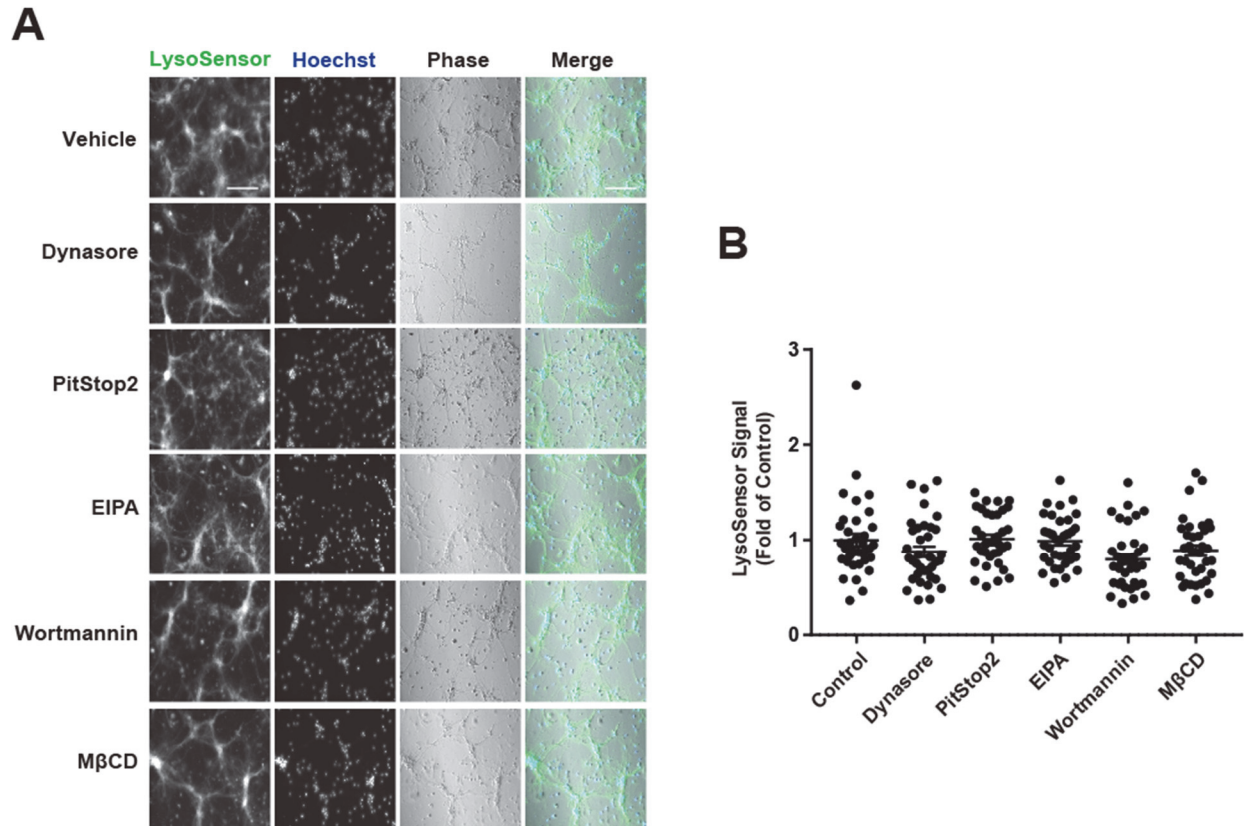 A
LysoSensor Hoechst Phase Merge
Vehicle
Dynasore
PitStop2
EIPA
Wortmannin
MβCD
B
LysoSensor Signal
(Fold of Control)
3
2
1
0
Control
Dynasore
PitStop2
EIPA
Wortmannin
MβCD